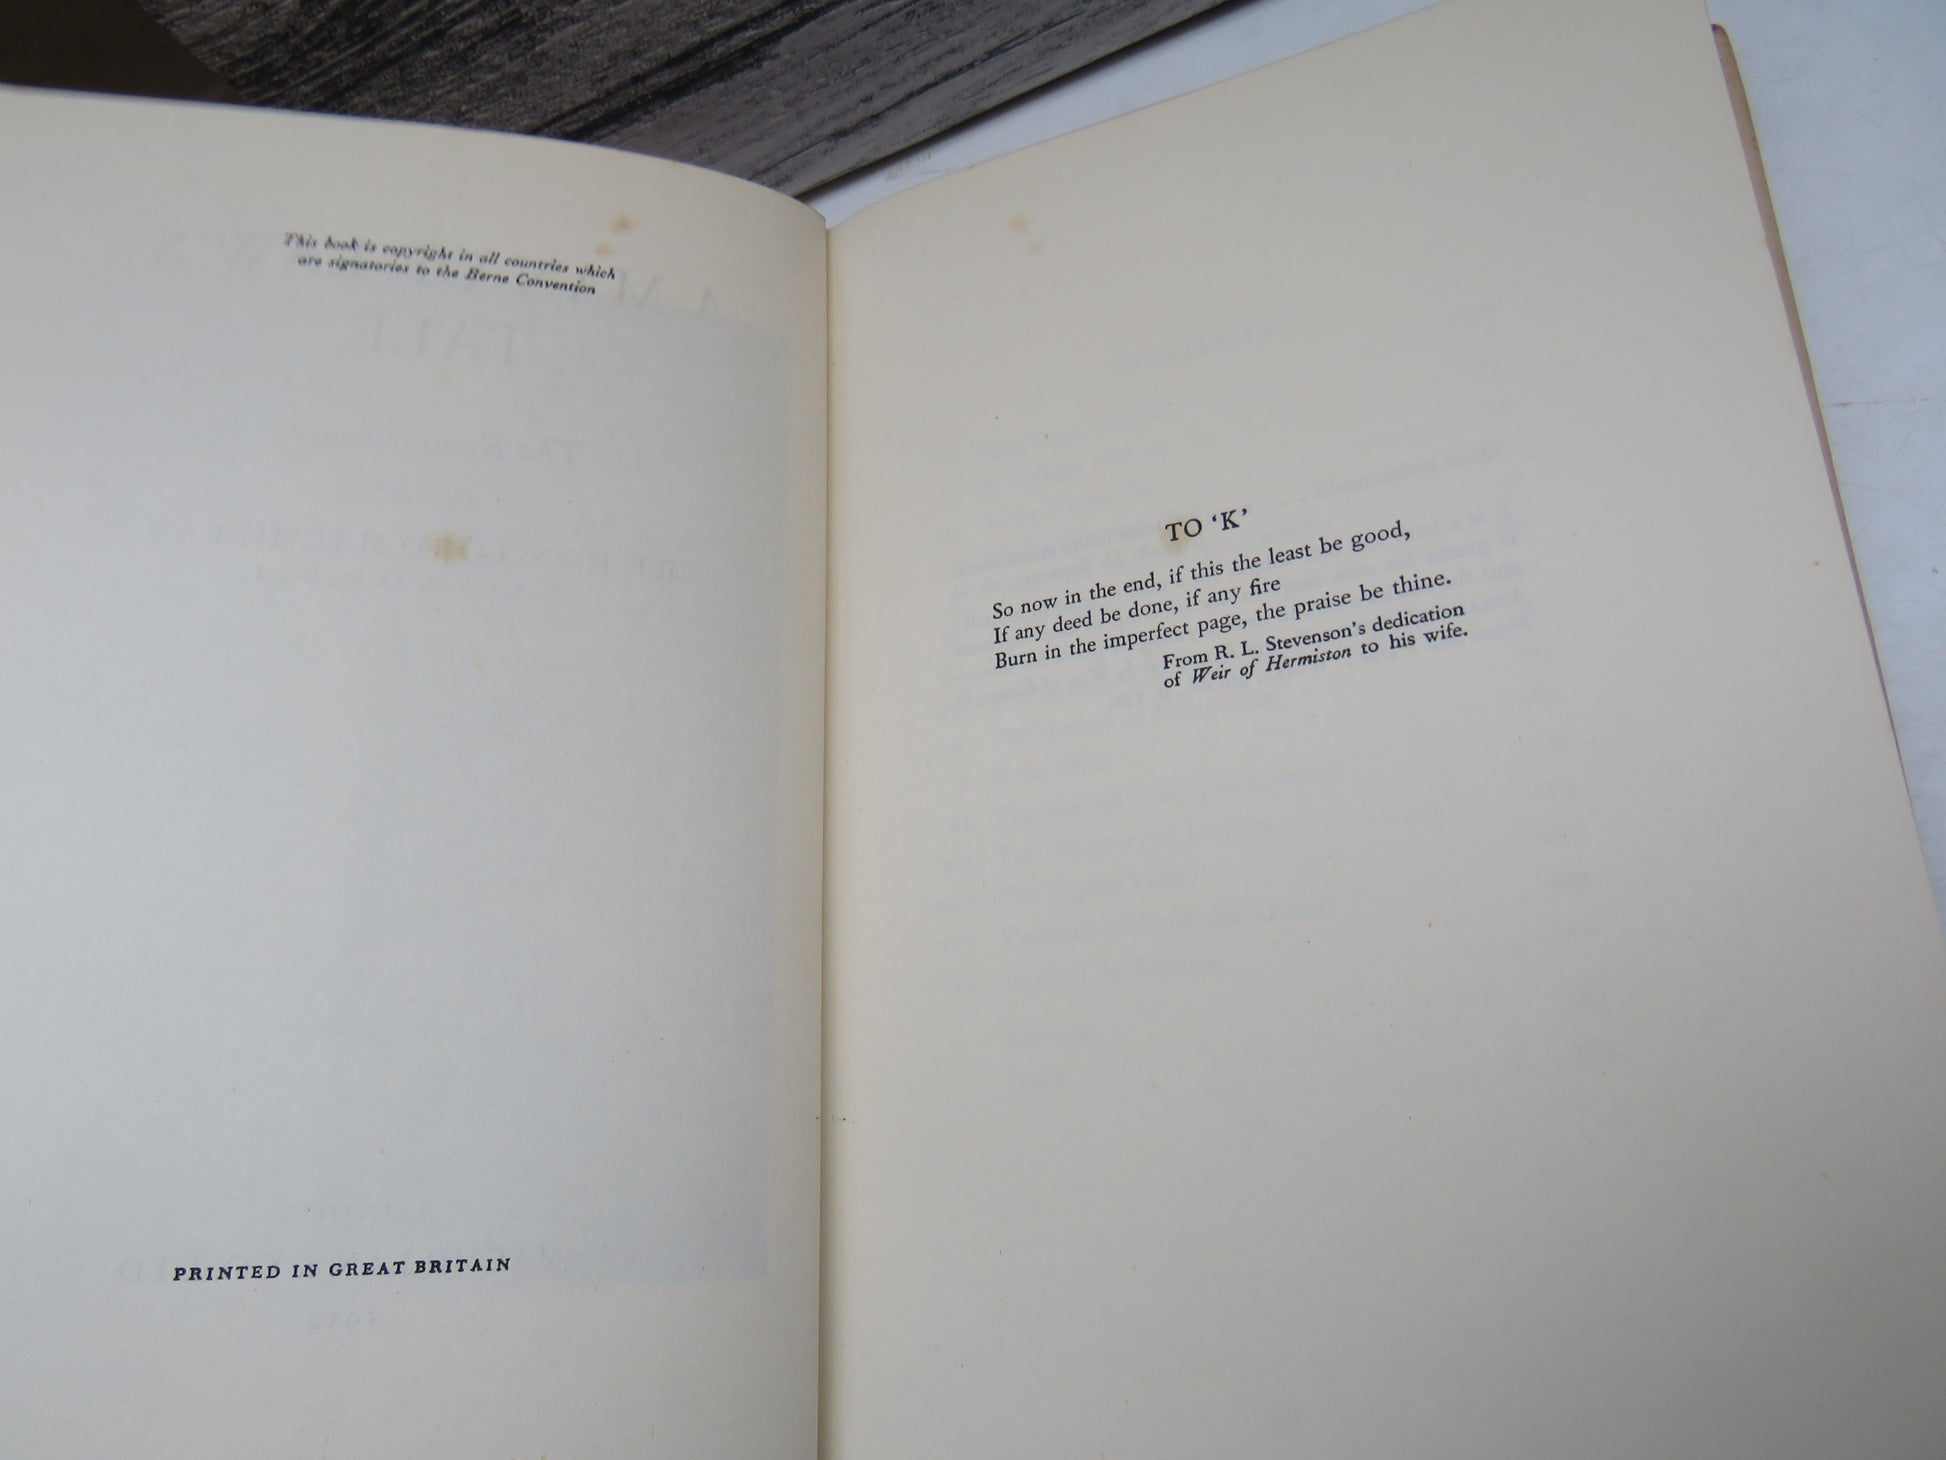 This book is copyright in all countries which
are signatories to the Berne Convention
PRINTED IN GREAT BRITAIN
TO ‘K’
So now in the end, if this the least be good,
If any deed be done, if any fire
Burn in the imperfect page, the praise be thine.
From R. L. Stevenson’s dedication
of Weir of Hermiston to his wife.